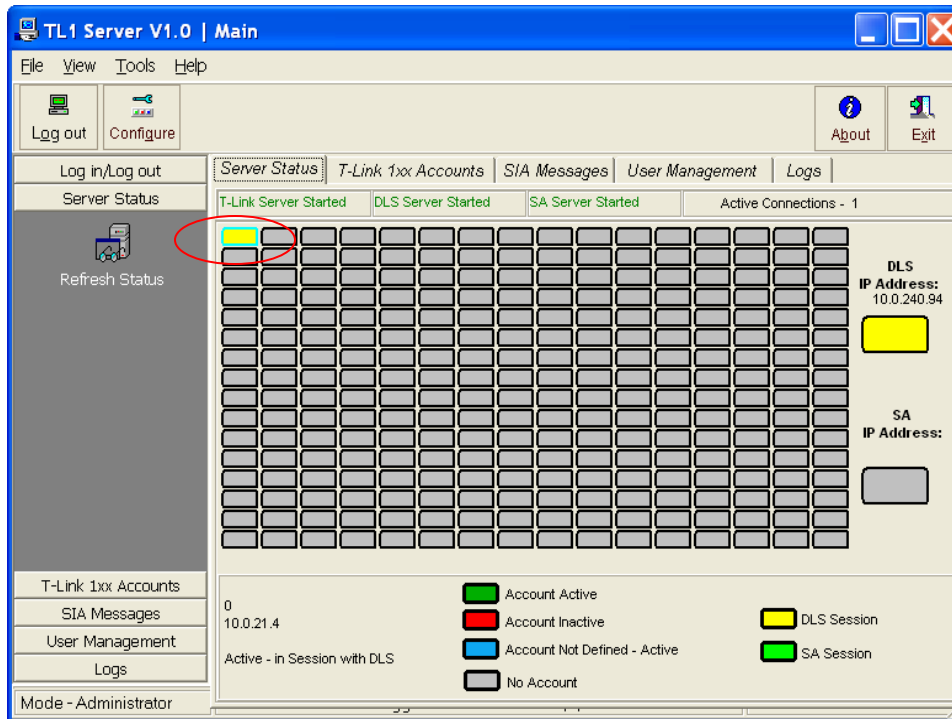 TL1 Server V1.0 | Main
File View Tools Help
Log out
Configure
About
Exit
Log in/Log out
Server Status
Refresh Status
T-Link 1xx Accounts
SIA Messages
User Management
Logs
Mode - Administrator
Server Status T-Link 1xx Accounts SIA Messages User Management Logs
T-Link Server Started DLS Server Started SA Server Started Active Connections - 1
DLS
IP Address:
10.0.240.94
SA
IP Address:
0
10.0.21.4
Active - in Session with DLS
Account Active
Account Inactive
Account Not Defined - Active
No Account
DLS Session
SA Session